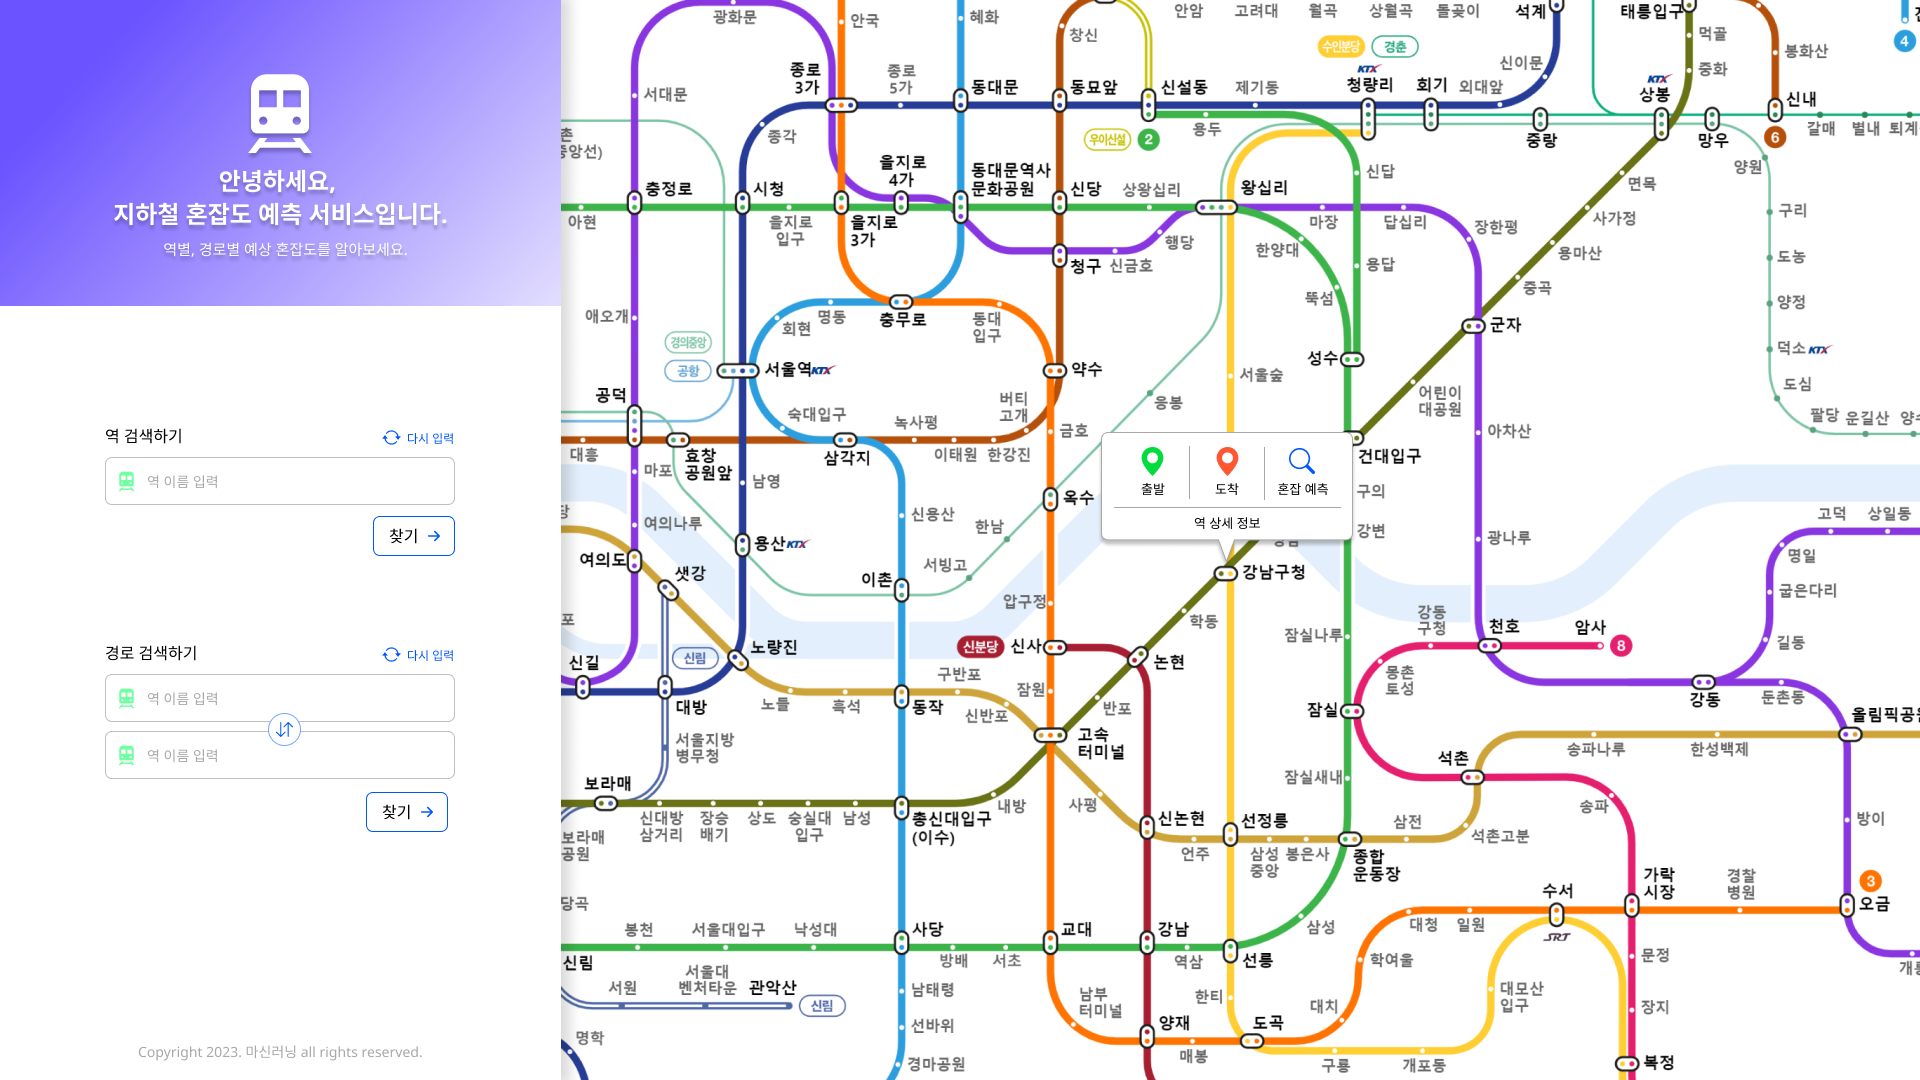 안녕하세요,
지하철 혼잡도 예측 서비스입니다.
역별, 경로별 예상 혼잡도를 알아보세요.
역 검색하기
다시 입력
역 이름 입력
찾기
경로 검색하기
다시 입력
역 이름 입력
역 이름 입력
찾기
Copyright 2023. 마신러닝 all rights reserved.
광화문
안국
혜화
창신
안암
고려대
월곡
상월곡
돌곶이
석계
태릉입구
먹골
봉화산
4
수인분당
경춘
KTX
서대문
종로
3가
종로
5가
동대문
동묘앞
신설동
제기동
청량리
회기
외대앞
신이문
KTX
상봉
중화
신내
종각
우이신설
2
용두
중랑
망우
6
갈매
별내
퇴계
촌
중앙선)
충정로
시청
을지로
4가
동대문역사
문화공원
신당
상왕십리
왕십리
신답
면목
양원
아현
을지로
입구
을지로
3가
청구
신금호
행당
한양대
마장
답십리
장한평
사가정
구리
용답
용마산
도농
애오개
회현
명동
충무로
동대
입구
뚝섬
중곡
양정
경의중앙
공항
서울역
KTX
약수
서울숲
성수
군자
덕소
KTX
공덕
숙대입구
녹사평
버티
고개
금호
응봉
어린이
대공원
도심
팔당
운길산
양수
대흥
효창
공원앞
삼각지
이태원
한강진
출발
도착
혼잡 예측
역 상세 정보
건대입구
아차산
마포
남영
옥수
구의
당
여의나루
신용산
한남
강변
고덕
상일동
여의도
용산
KTX
서빙고
광나루
명일
샛강
이촌
강남구청
굽은다리
포
압구정
학동
강동
구청
신길
신림
노량진
신분당
신사
논현
잠실나루
천호
암사
8
길동
대방
노들
흑석
동작
구반포
신반포
잠원
반포
잠실
몽촌
토성
강동
둔촌동
서울지방
병무청
고속
터미널
석촌
송파나루
한성백제
올림픽공원
보라매
신대방
삼거리
장승
배기
상도
숭실대
입구
남성
총신대입구
(이수)
내방
사평
신논현
선정릉
잠실새내
삼전
송파
방이
보라매
공원
언주
삼성
중앙
봉은사
종합
운동장
석촌고분
당곡
수서
SRT
가락
시장
경찰
병원
3
오금
봉천
서울대입구
낙성대
사당
방배
서초
교대
강남
역삼
선릉
삼성
대청
일원
신림
서원
서울대
벤처타운
관악산
신림
남태령
한티
학여울
문정
개롱
명학
선바위
남부
터미널
양재
도곡
대치
대모산
입구
장지
경마공원
매봉
구룡
개포동
복정